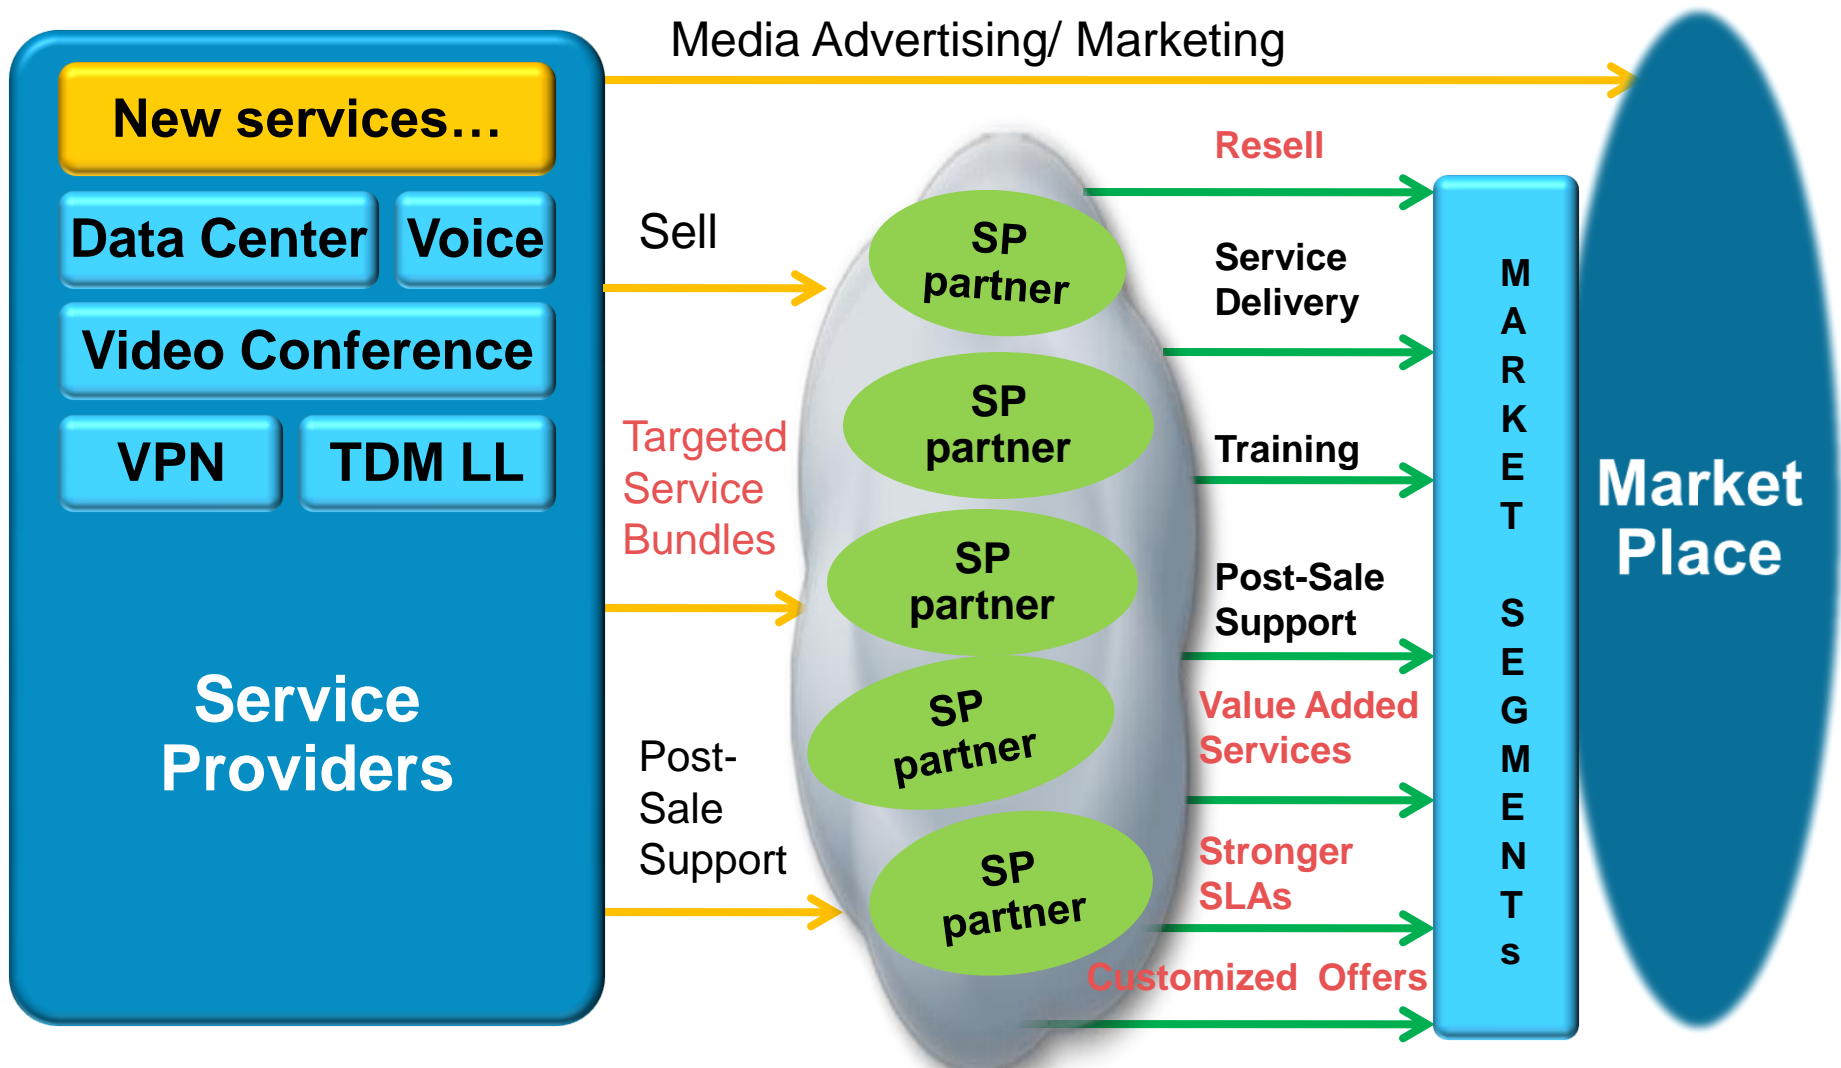 Media Advertising/ Marketing
New services…
Data Center
Voice
Video Conference
VPN
TDM LL
Service
Providers
Sell
Targeted
Service
Bundles
Post-
Sale
Support
SP
partner
SP
partner
SP
partner
SP
partner
SP
partner
Resell
Service
Delivery
Training
Post-Sale
Support
Value Added
Services
Stronger
SLAs
Customized Offers
M
A
R
K
E
T
S
E
G
M
E
N
T
s
Market
Place